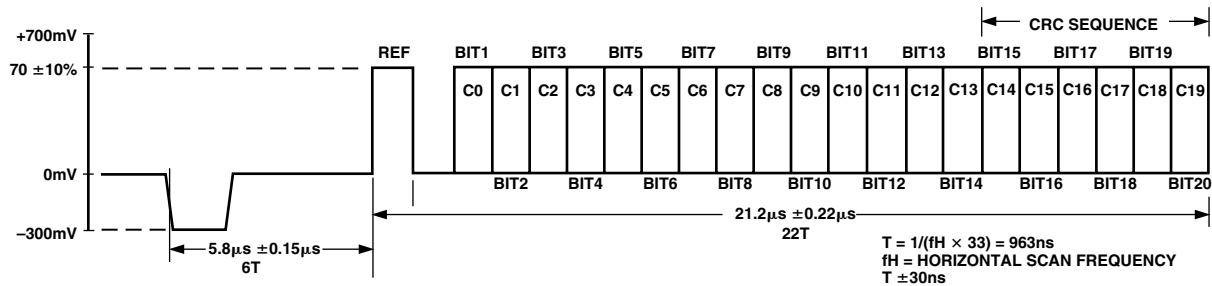 CRC SEQUENCE
+700mV
REF BIT1 BIT3 BIT5 BIT7 BIT9 BIT11 BIT13 BIT15 BIT17 BIT19
70 ±10%
C0 C1 C2 C3 C4 C5 C6 C7 C8 C9 C10 C11 C12 C13 C14 C15 C16 C17 C18 C19
0mV
BIT2 BIT4 BIT6 BIT8 BIT10 BIT12 BIT14 BIT16 BIT18 BIT20
21.2µs ±0.22µs
22T
–300mV
5.8µs ±0.15µs
6T
T = 1/(fH × 33) = 963ns
fH = HORIZONTAL SCAN FREQUENCY
T ±30ns